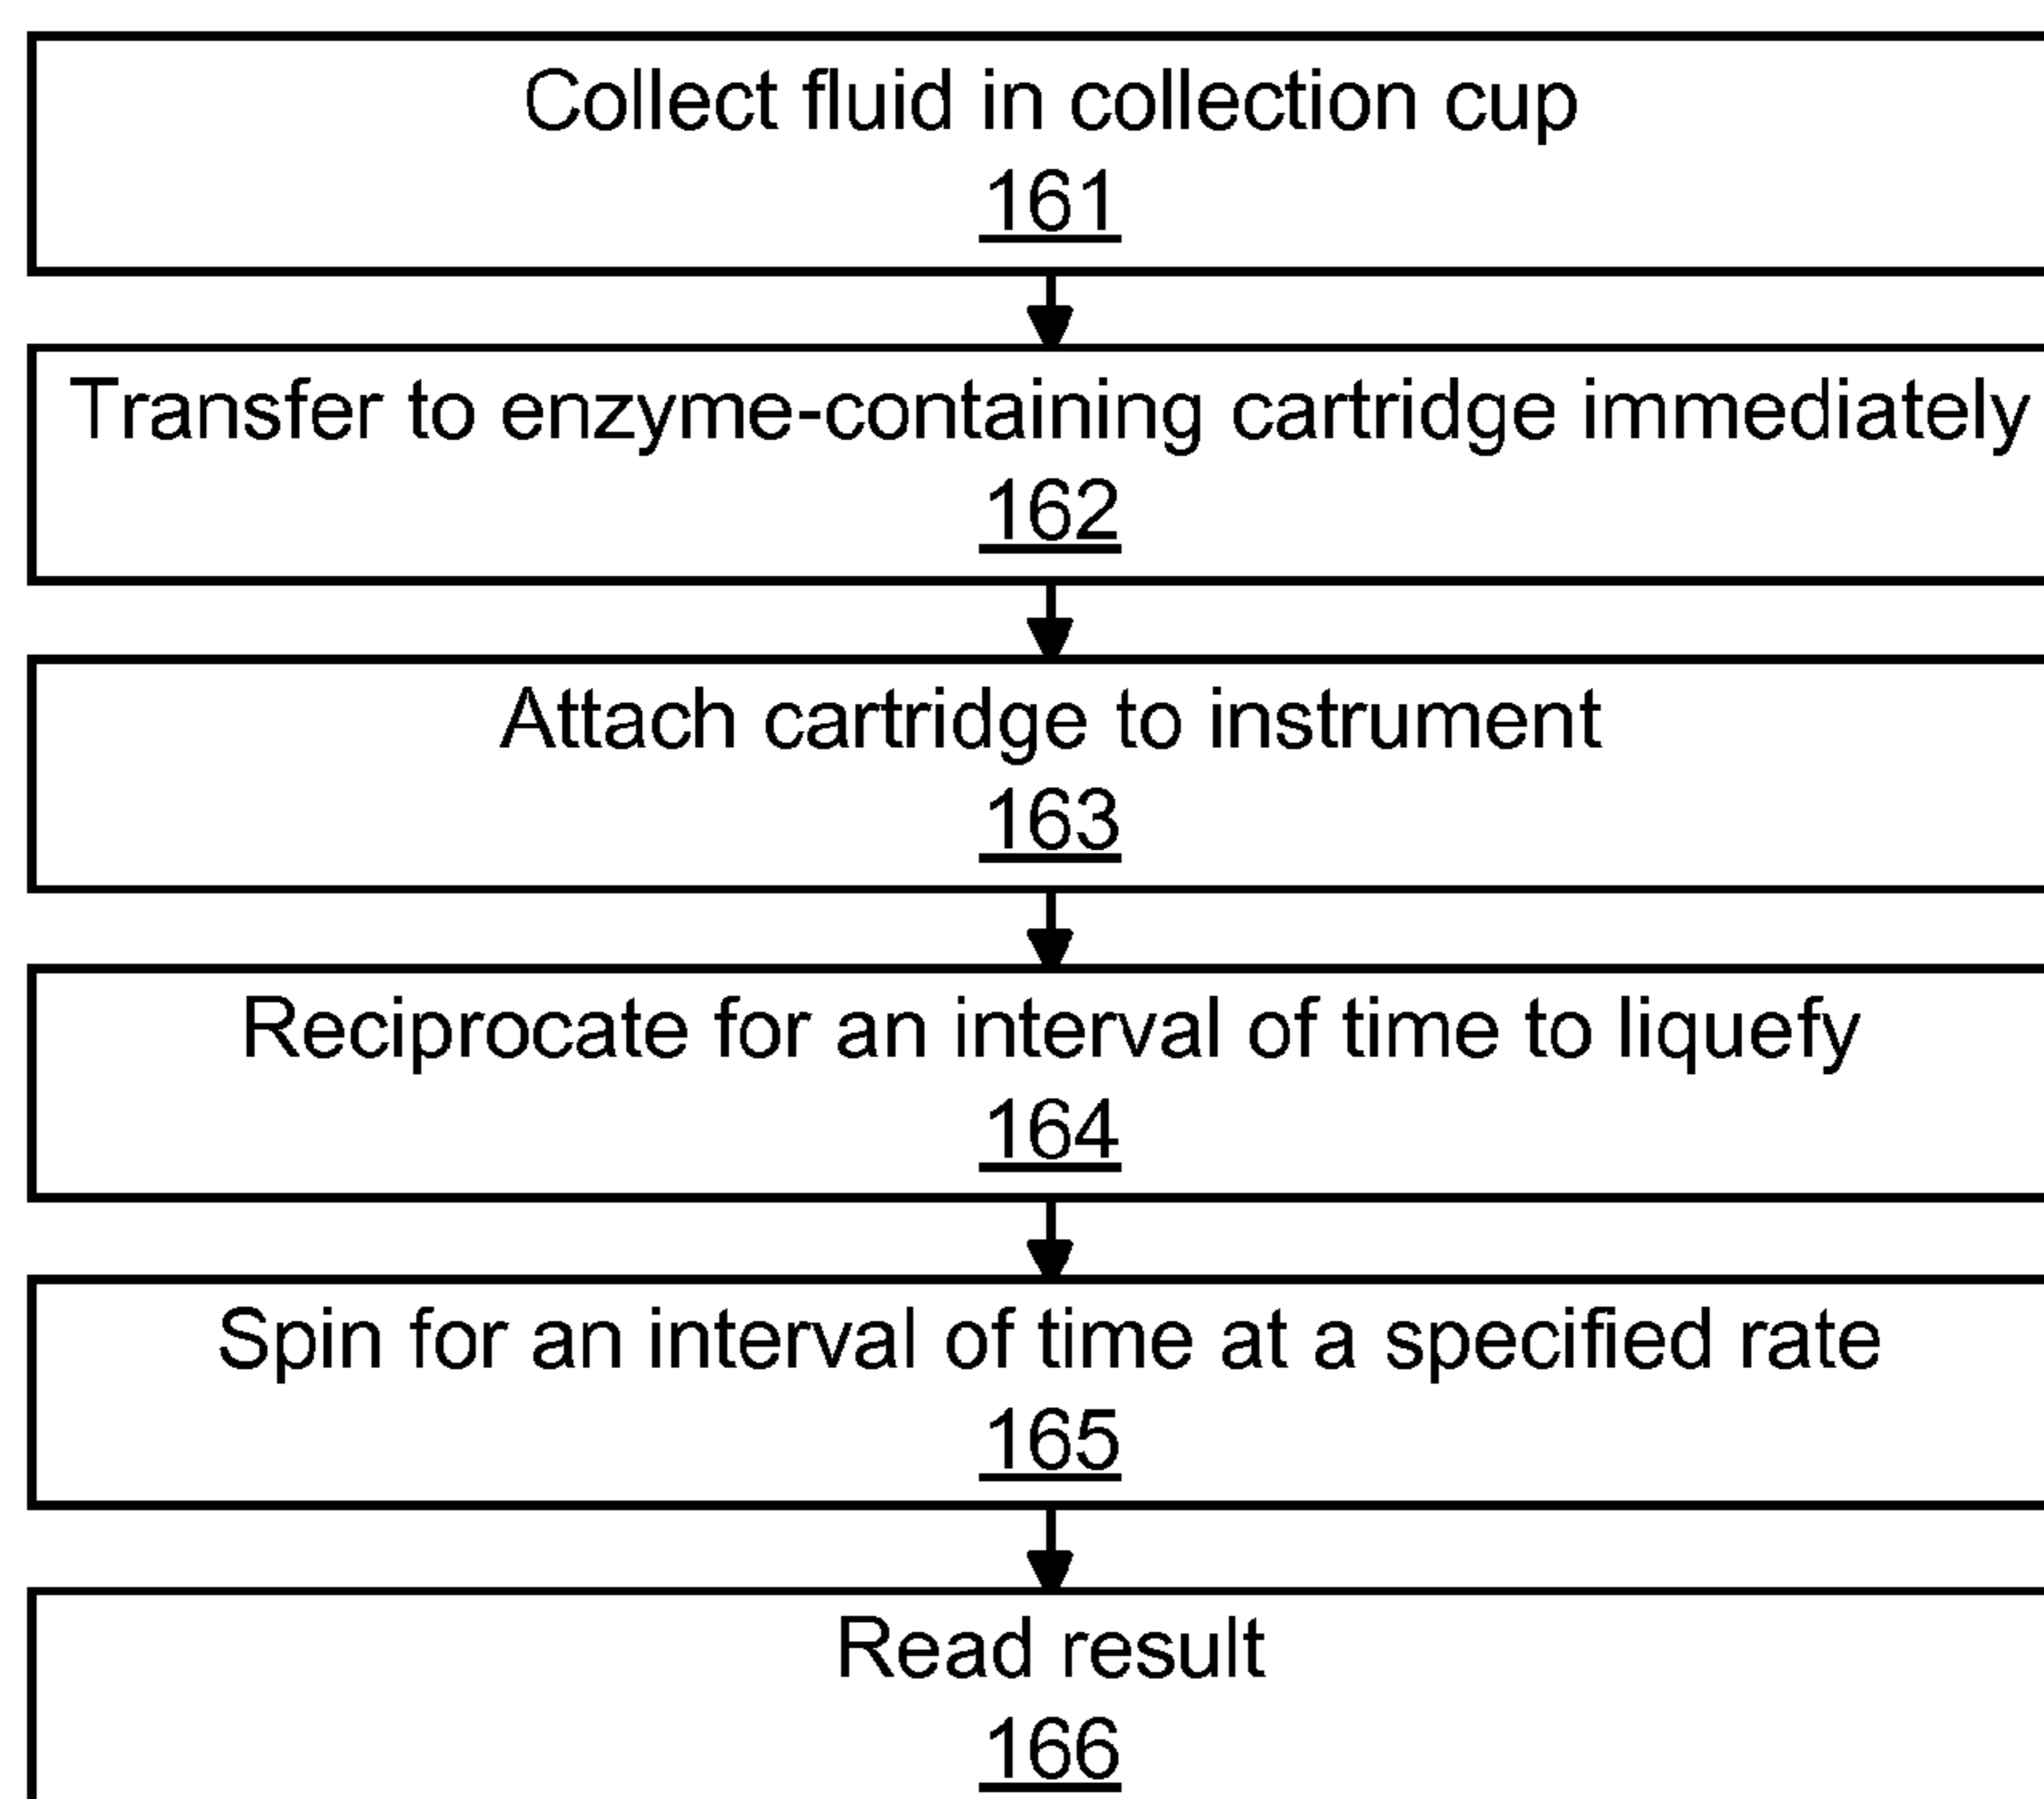 Collect fluid in collection cup
161
Transfer to enzyme-containing cartridge immediately
162
Attach cartridge to instrument
163
Reciprocate for an interval of time to liquefy
164
Spin for an interval of time at a specified rate
165
Read result
166